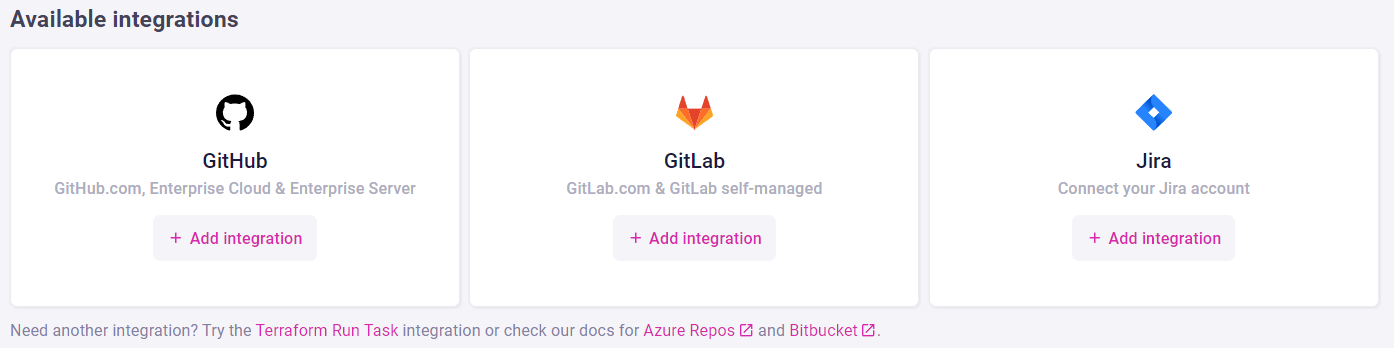 Available integrations
GitHub
GitHub.com, Enterprise Cloud & Enterprise Server
+ Add integration
GitLab
GitLab.com & GitLab self-managed
+ Add integration
Jira
Connect your Jira account
+ Add integration
Need another integration? Try the Terraform Run Task integration or check our docs for Azure Repos and Bitbucket.